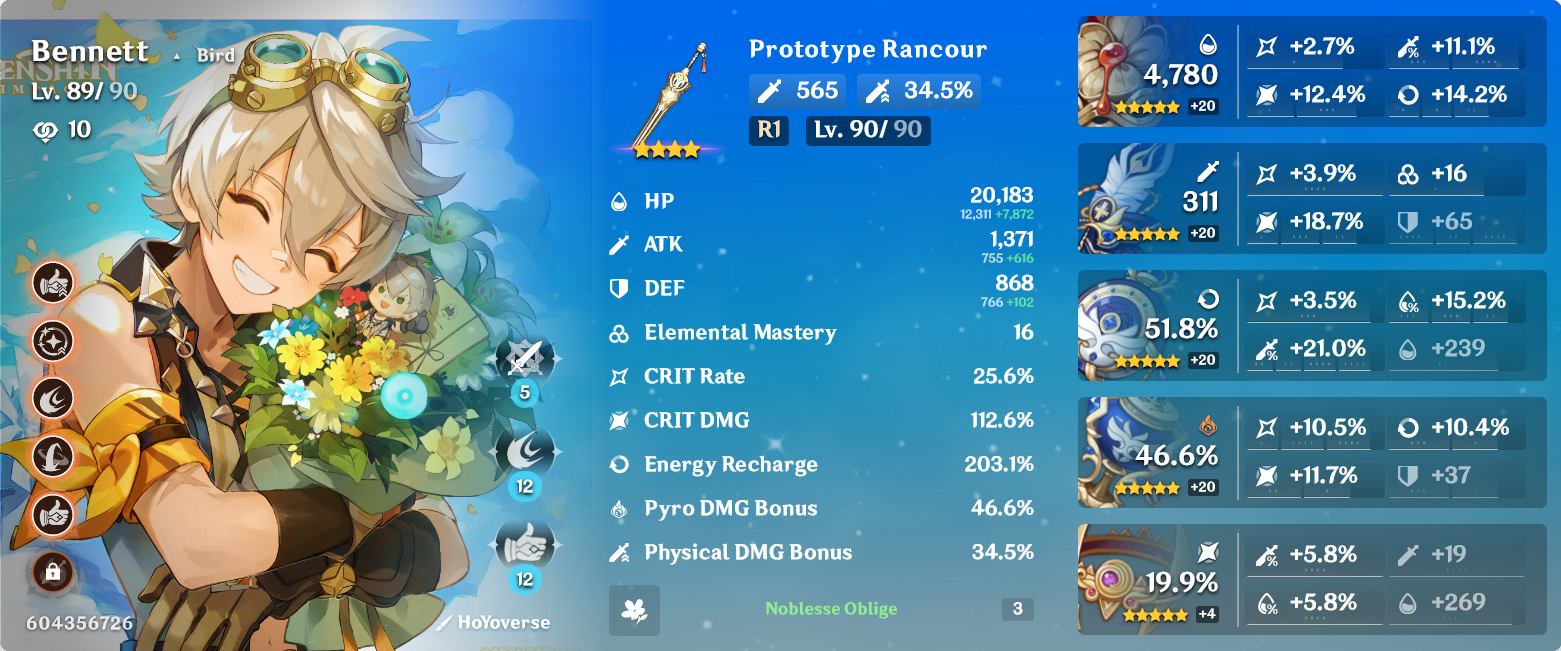 Bennett Bird
GENSHIN
IMPACT
Lv. 89/ 90
10
5
12
12
604356726
HoYoverse
Prototype Rancour
565 34.5%
R1 Lv. 90/ 90
HP 20,183
12,311 +7,872
ATK 1,371
755 +616
DEF 868
766 +102
Elemental Mastery 16
CRIT Rate 25.6%
CRIT DMG 112.6%
Energy Recharge 203.1%
Pyro DMG Bonus 46.6%
Physical DMG Bonus 34.5%
Noblesse Oblige 3
4,780
+20
+2.7% +11.1%
+12.4% +14.2%
311
+20
+3.9% +16
+18.7% +65
51.8%
+20
+3.5% +15.2%
+21.0% +239
46.6%
+20
+10.5% +10.4%
+11.7% +37
19.9%
+4
+5.8% +19
+5.8% +269